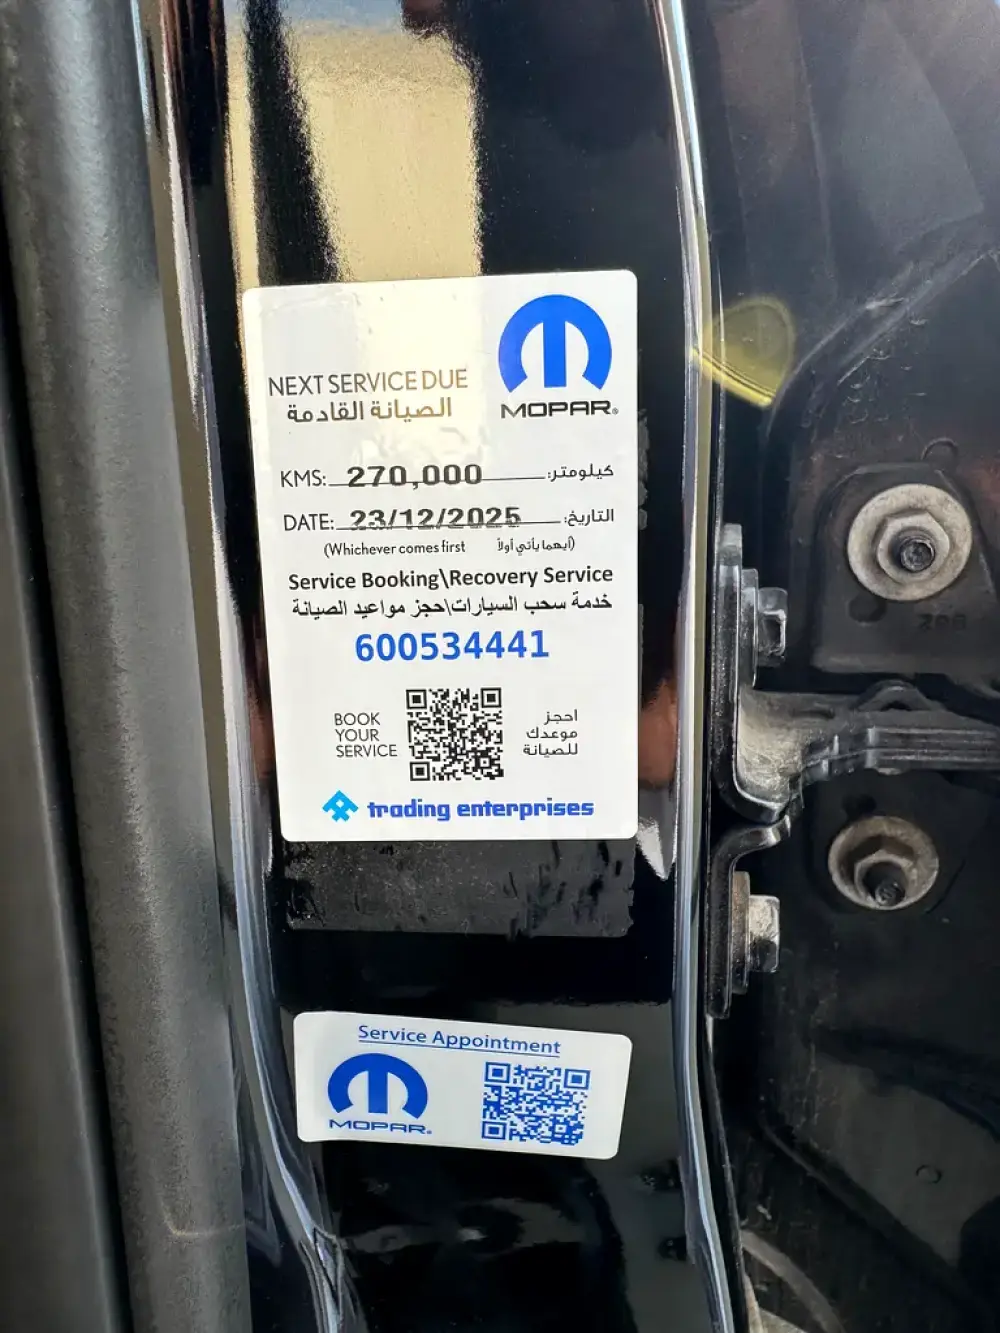 MOPAR®
NEXT SERVICE DUE
الصيانة القادمة
KMS: 270,000 كيلومتر:
DATE: 23/12/2025 التاريخ:
(Whichever comes first أيهما يأتي أولاً)
Service Booking\Recovery Service
خدمة سحب السيارات\حجز مواعيد الصيانة
600534441
BOOK
YOUR
SERVICE
احجز
موعدك
للصيانة
trading enterprises
Service Appointment
MOPAR®